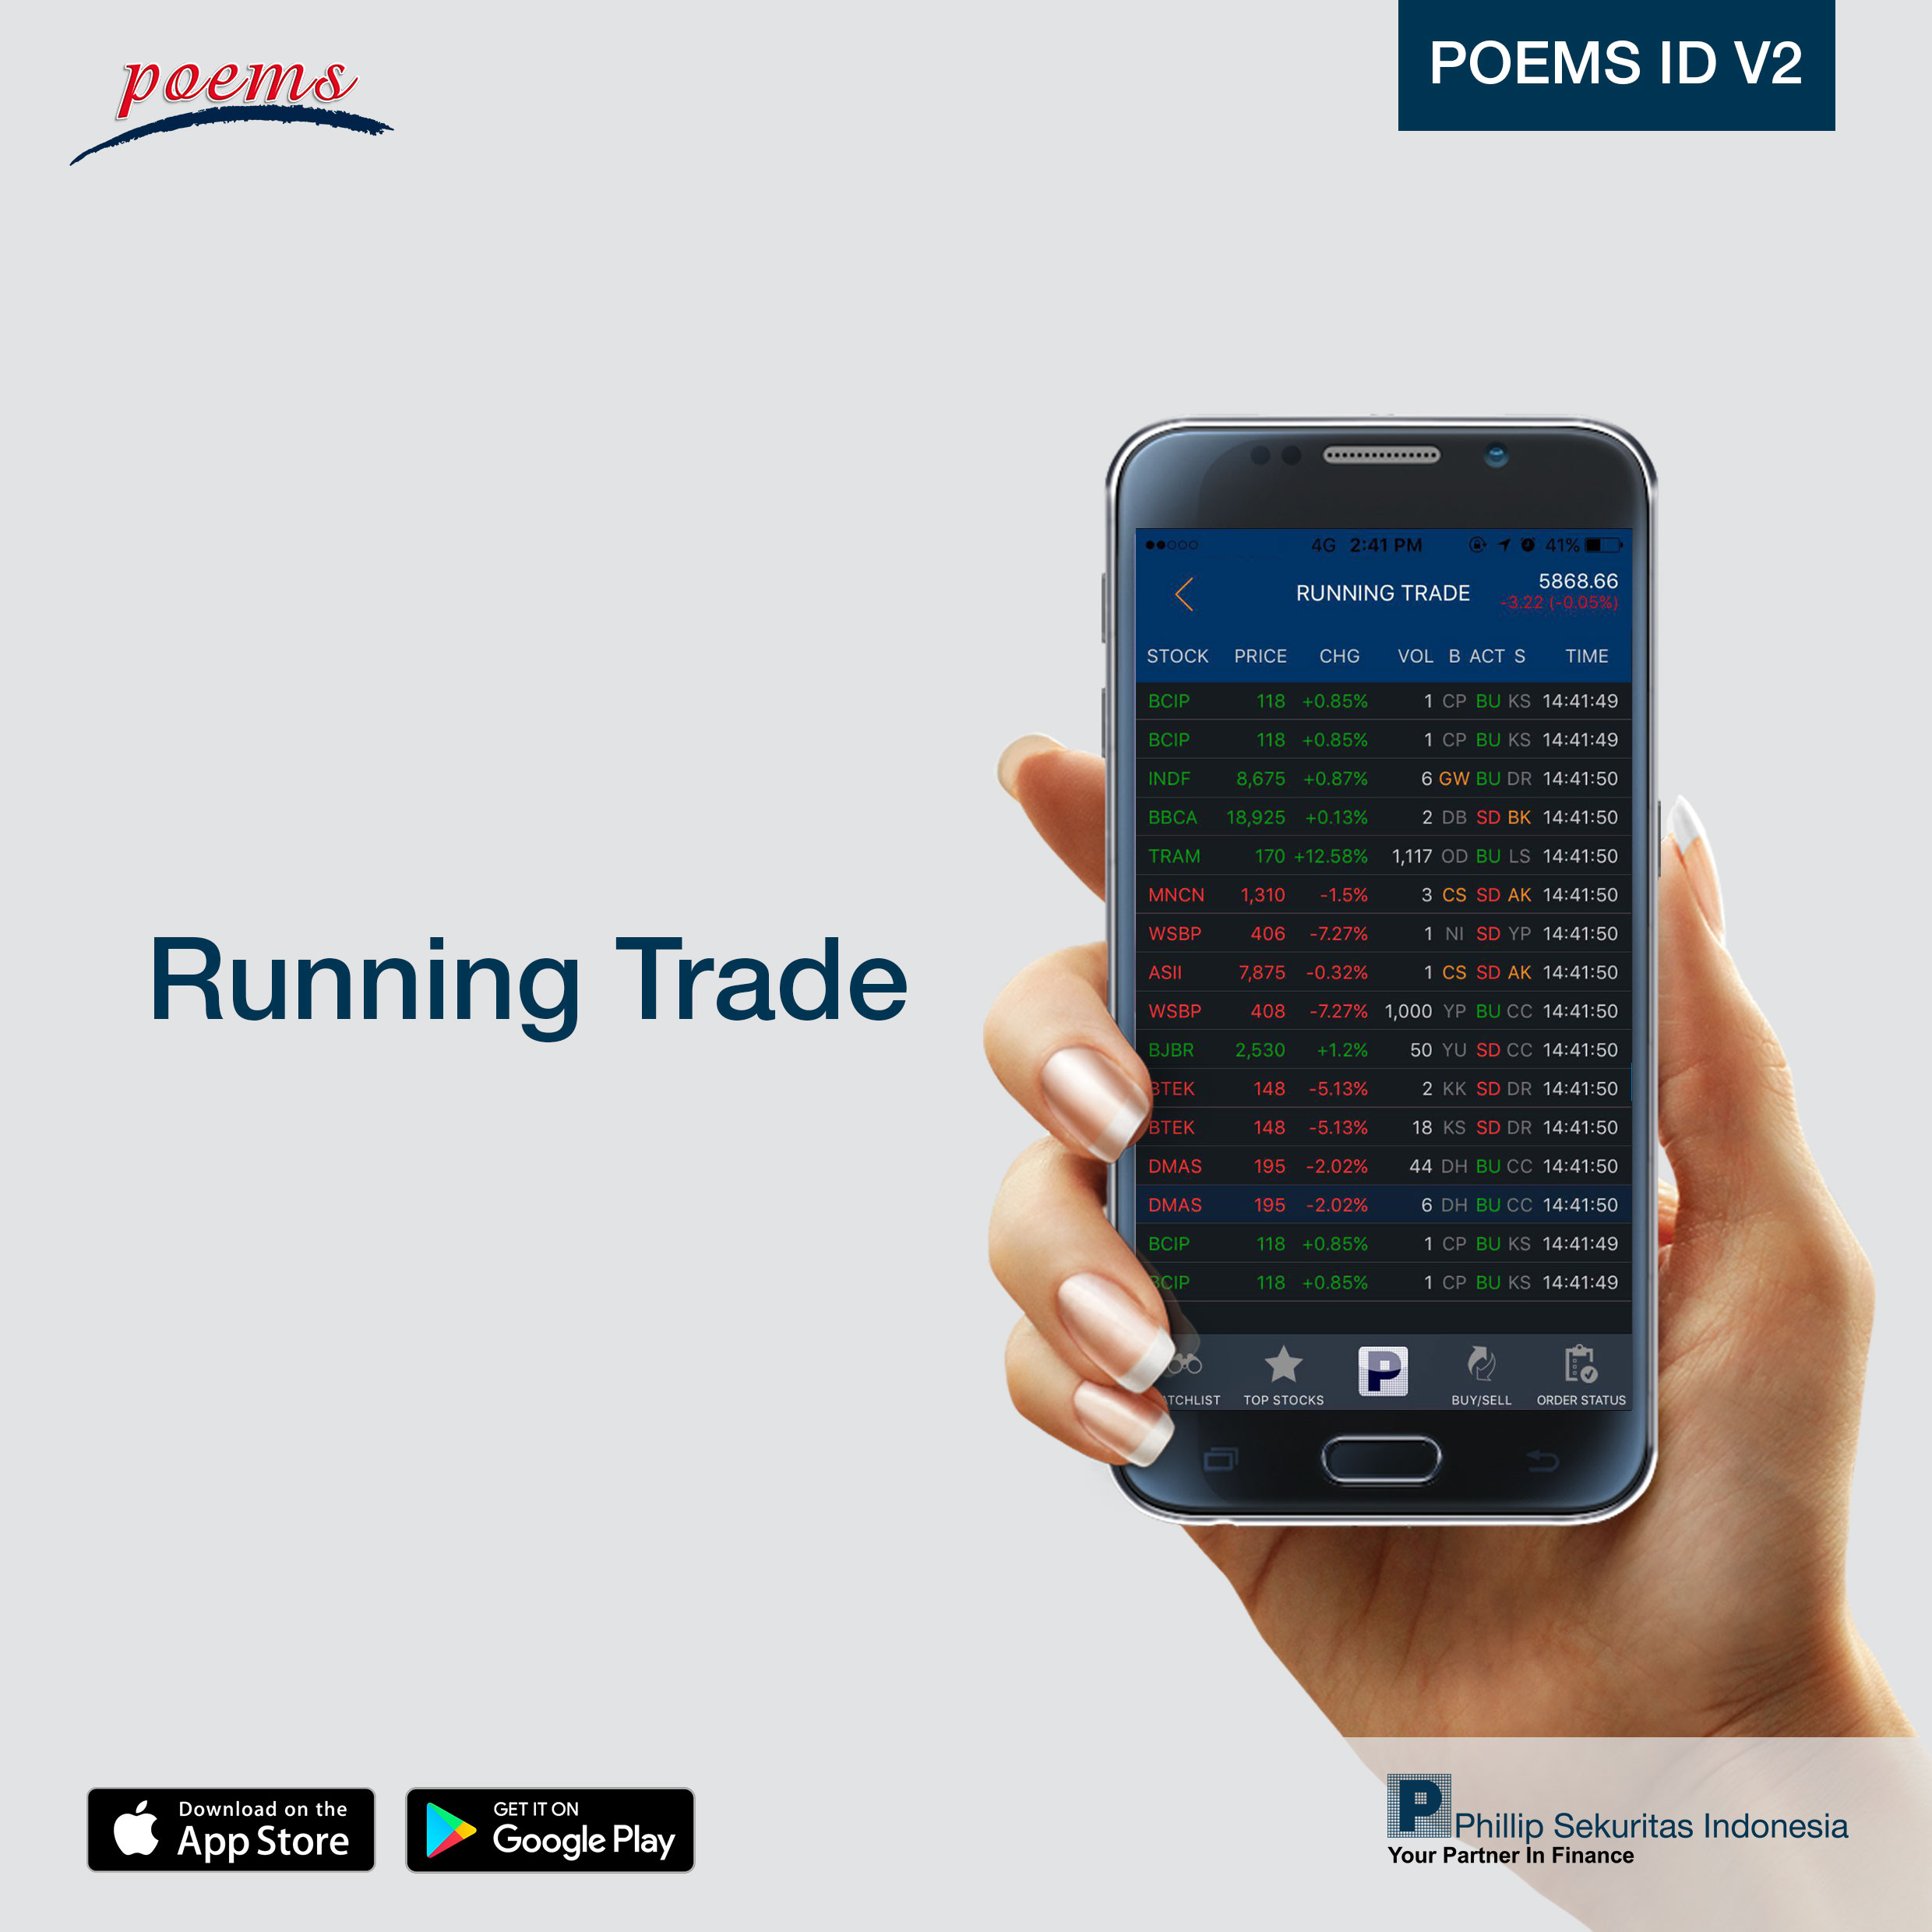 poems
POEMS ID V2
4G 2:41 PM 41%
RUNNING TRADE 5868.66
-3.22 (-0.05%)
STOCK PRICE CHG VOL B ACT S TIME
BCIP 118 +0.85% 1 CP BU KS 14:41:49
BCIP 118 +0.85% 1 CP BU KS 14:41:49
INDF 8,675 +0.87% 6 GW BU DR 14:41:50
BBCA 18,925 +0.13% 2 DB SD BK 14:41:50
TRAM 170 +12.58% 1,117 OD BU LS 14:41:50
MNCN 1,310 -1.5% 3 CS SD AK 14:41:50
WSBP 406 -7.27% 1 NI SD YP 14:41:50
ASII 7,875 -0.32% 1 CS SD AK 14:41:50
WSBP 408 -7.27% 1,000 YP BU CC 14:41:50
BJBR 2,530 +1.2% 50 YU SD CC 14:41:50
BTEK 148 -5.13% 2 KK SD DR 14:41:50
BTEK 148 -5.13% 18 KS SD DR 14:41:50
DMAS 195 -2.02% 44 DH BU CC 14:41:50
DMAS 195 -2.02% 6 DH BU CC 14:41:50
BCIP 118 +0.85% 1 CP BU KS 14:41:49
BCIP 118 +0.85% 1 CP BU KS 14:41:49
ATCHLIST TOP STOCKS P BUY/SELL ORDER STATUS
Running Trade
Download on the
App Store
GET IT ON
Google Play
P Phillip Sekuritas Indonesia
Your Partner In Finance